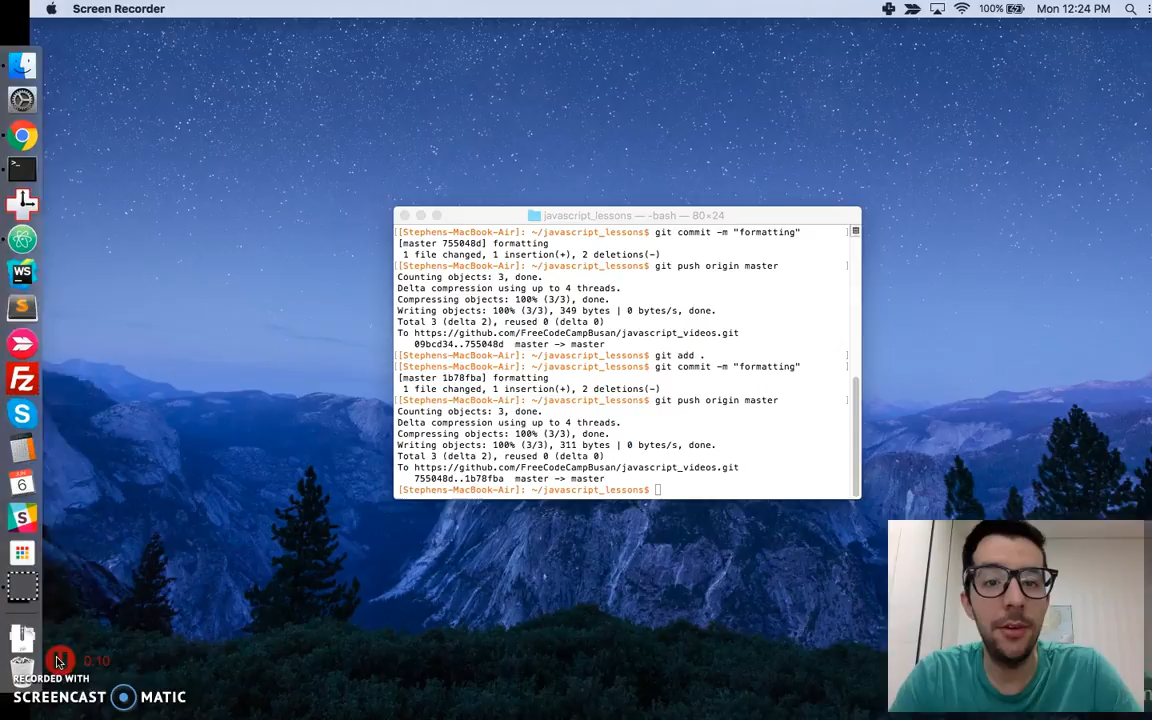 Screen Recorder
100%
Mon 12:24 PM
javascript_lessons — -bash — 80×24
[[Stephens-MacBook-Air]: ~/javascript_lessons$ git commit -m "formatting" ]
[master 755048d] formatting
1 file changed, 1 insertion(+), 2 deletions(-)
[[Stephens-MacBook-Air]: ~/javascript_lessons$ git push origin master ]
Counting objects: 3, done.
Delta compression using up to 4 threads.
Compressing objects: 100% (3/3), done.
Writing objects: 100% (3/3), 349 bytes | 0 bytes/s, done.
Total 3 (delta 2), reused 0 (delta 0)
To https://github.com/FreeCodeCampBusan/javascript_videos.git
09bcd34..755048d master -> master
[[Stephens-MacBook-Air]: ~/javascript_lessons$ git add . ]
[[Stephens-MacBook-Air]: ~/javascript_lessons$ git commit -m "formatting" ]
[master 1b78fba] formatting
1 file changed, 1 insertion(+), 2 deletions(-)
[[Stephens-MacBook-Air]: ~/javascript_lessons$ git push origin master ]
Counting objects: 3, done.
Delta compression using up to 4 threads.
Compressing objects: 100% (3/3), done.
Writing objects: 100% (3/3), 311 bytes | 0 bytes/s, done.
Total 3 (delta 2), reused 0 (delta 0)
To https://github.com/FreeCodeCampBusan/javascript_videos.git
755048d..1b78fba master -> master
[Stephens-MacBook-Air]: ~/javascript_lessons$
WS
S
Fz
S
JUN
6
S
0:10
RECORDED WITH
SCREENCAST MATIC